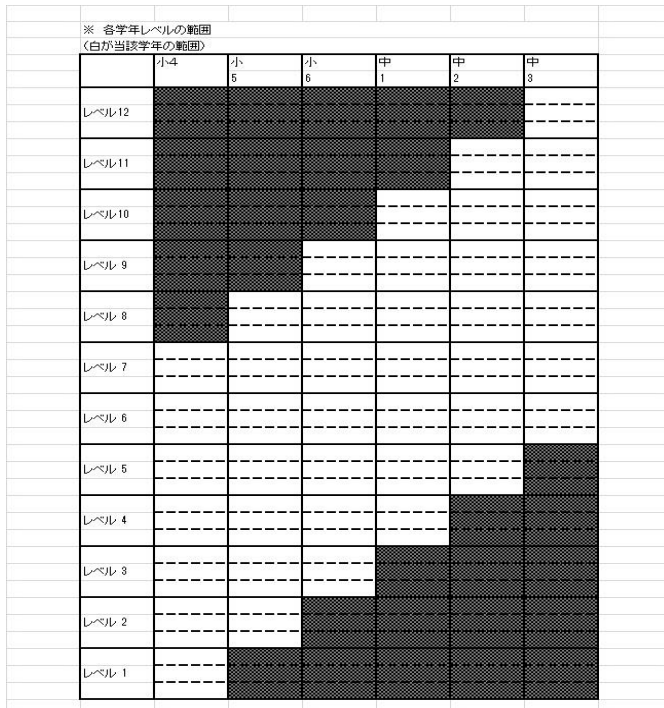 ※ 各学年レベルの範囲
(白が当該学年の範囲)
小4 小 小 中 中 中
5 6 1 2 3
レベル12
レベル11
レベル10
レベル 9
レベル 8
レベル 7
レベル 6
レベル 5
レベル 4
レベル 3
レベル 2
レベル 1